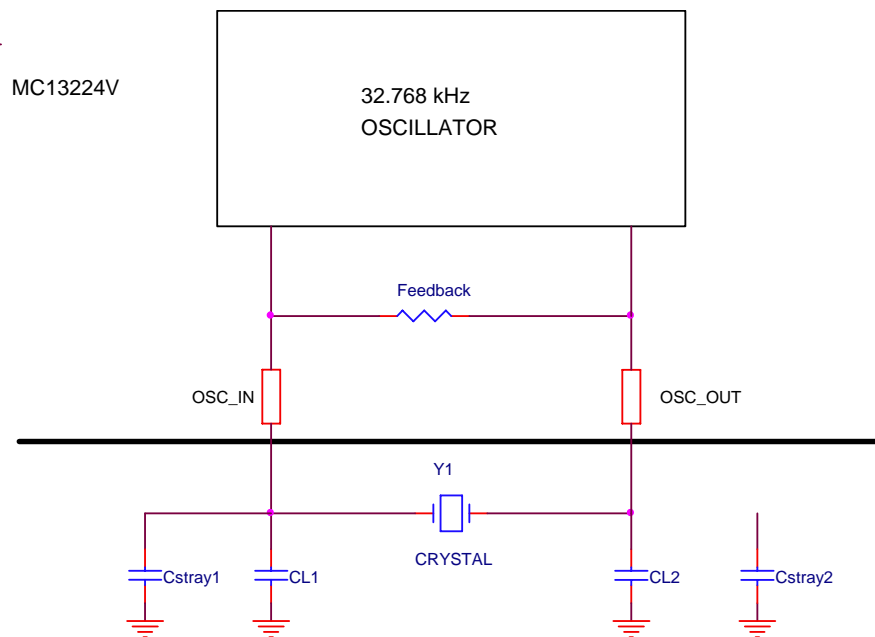 MC13224V
32.768 kHz
OSCILLATOR
Feedback
OSC_IN
OSC_OUT
Y1
CRYSTAL
Cstray1
CL1
CL2
Cstray2